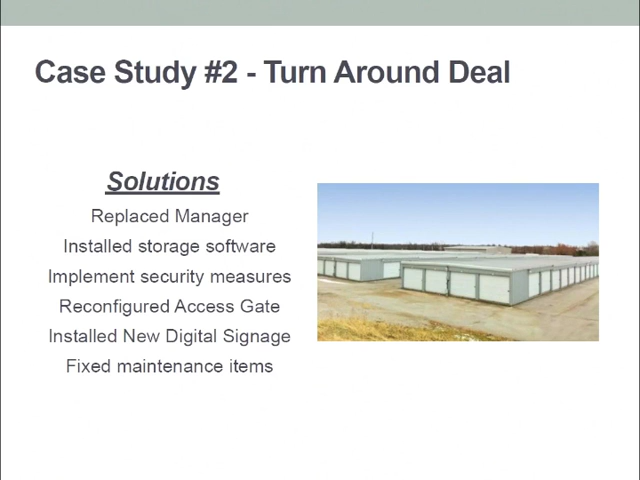 Case Study #2 - Turn Around Deal
Solutions
Replaced Manager
Installed storage software
Implement security measures
Reconfigured Access Gate
Installed New Digital Signage
Fixed maintenance items